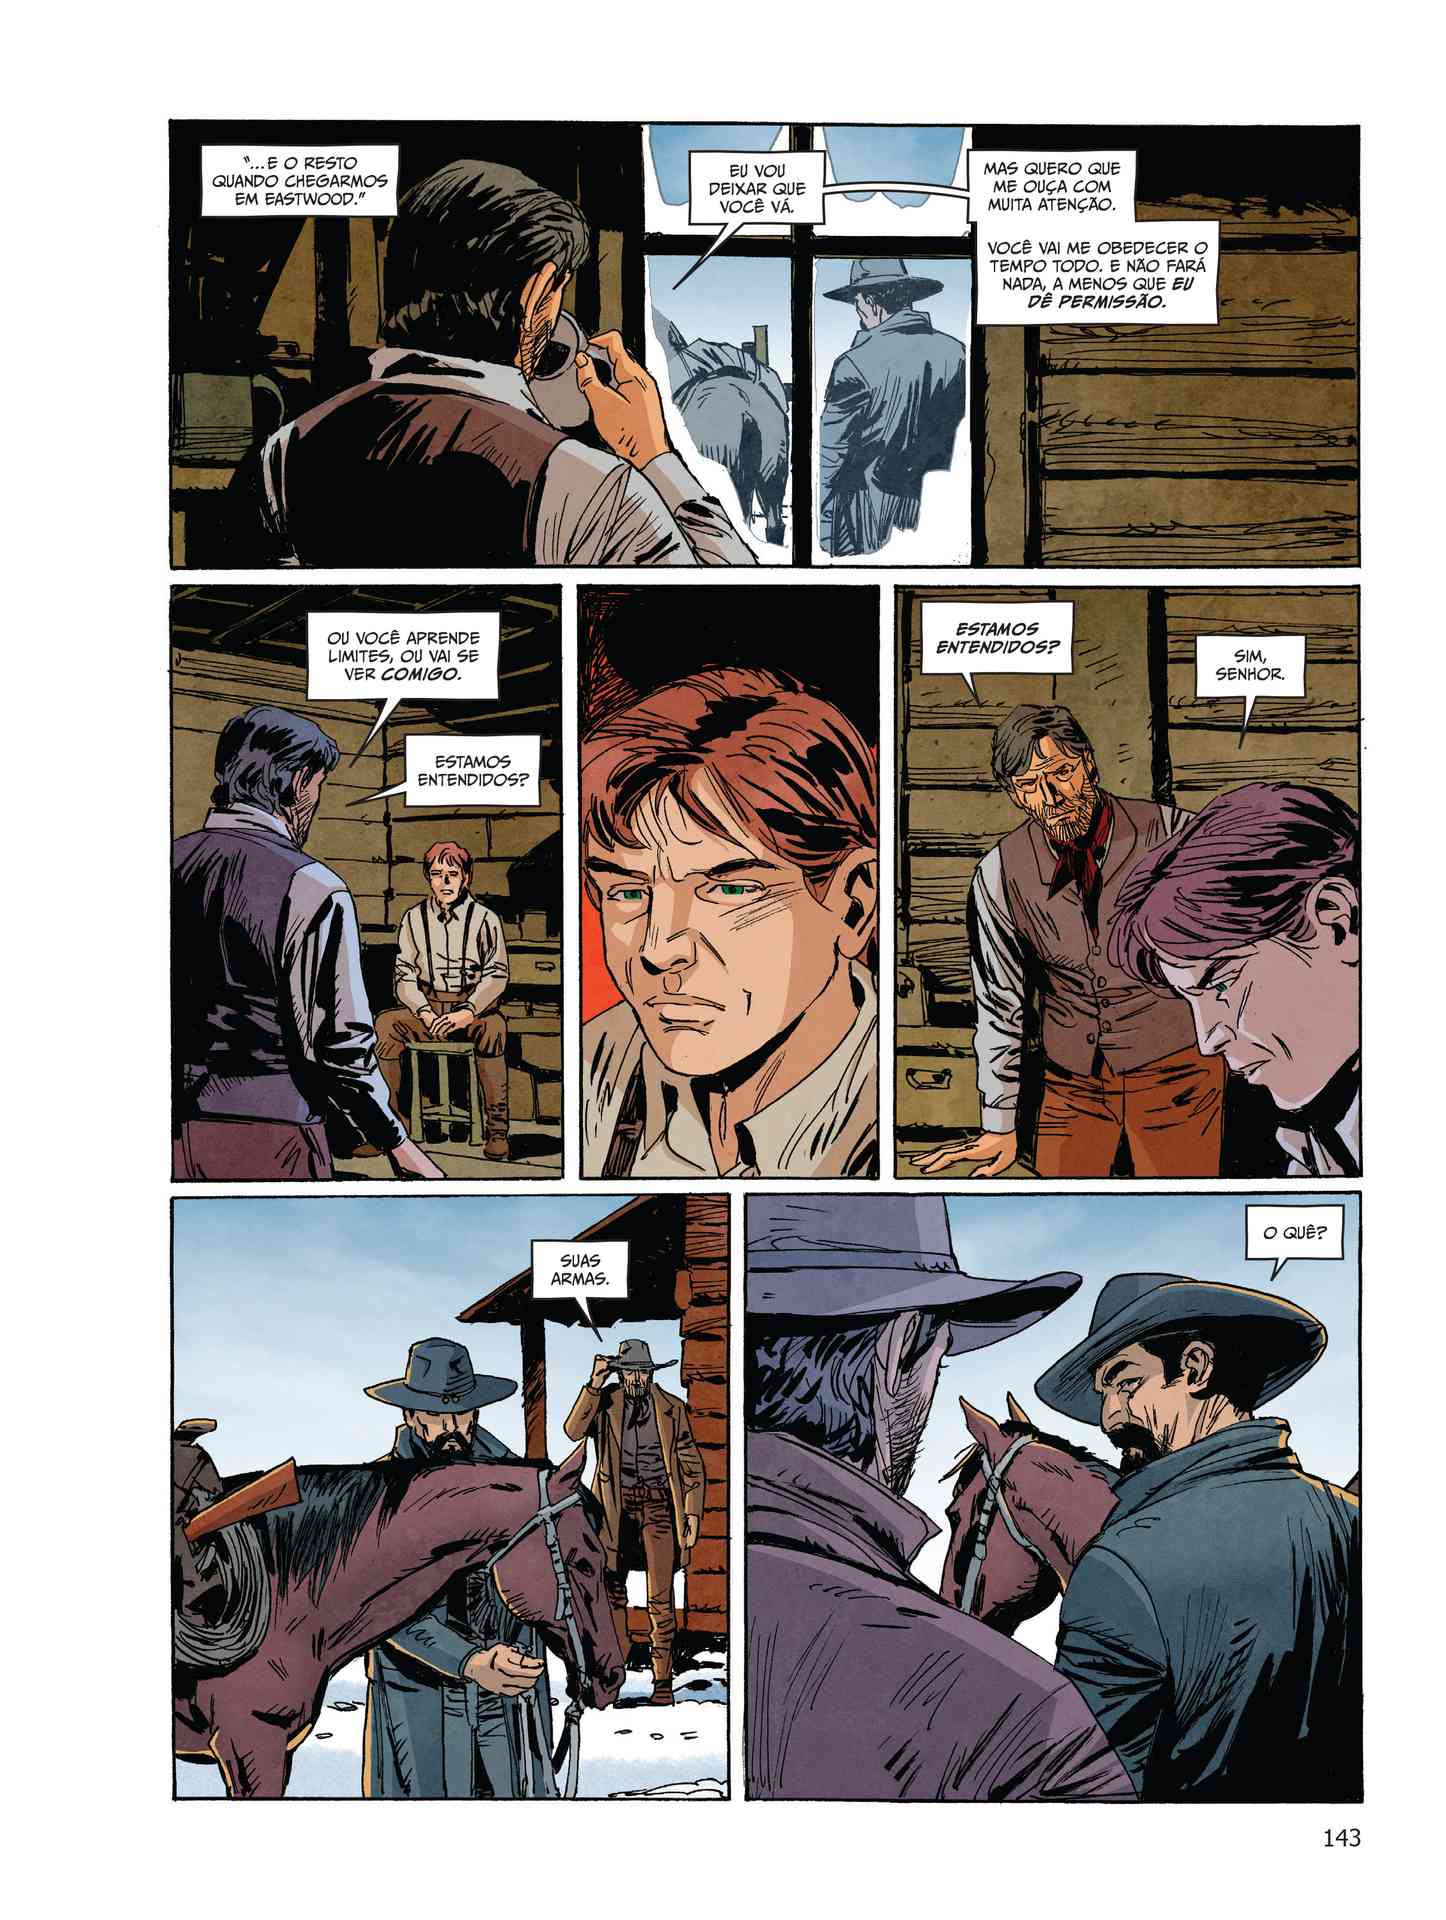 "...E O RESTO
QUANDO CHEGARMOS
EM EASTWOOD."
EU VOU
DEIXAR QUE
VOCÊ VÁ.
MAS QUERO QUE
ME OUÇA COM
MUITA ATENÇÃO.
VOCÊ VAI ME OBEDECER O
TEMPO TODO. E NÃO FARÁ
NADA, A MENOS QUE EU
DÊ PERMISSÃO.
OU VOCÊ APRENDE
LIMITES, OU VAI SE
VER COMIGO.
ESTAMOS
ENTENDIDOS?
ESTAMOS
ENTENDIDOS?
SIM,
SENHOR.
SUAS
ARMAS.
O QUÊ?
143